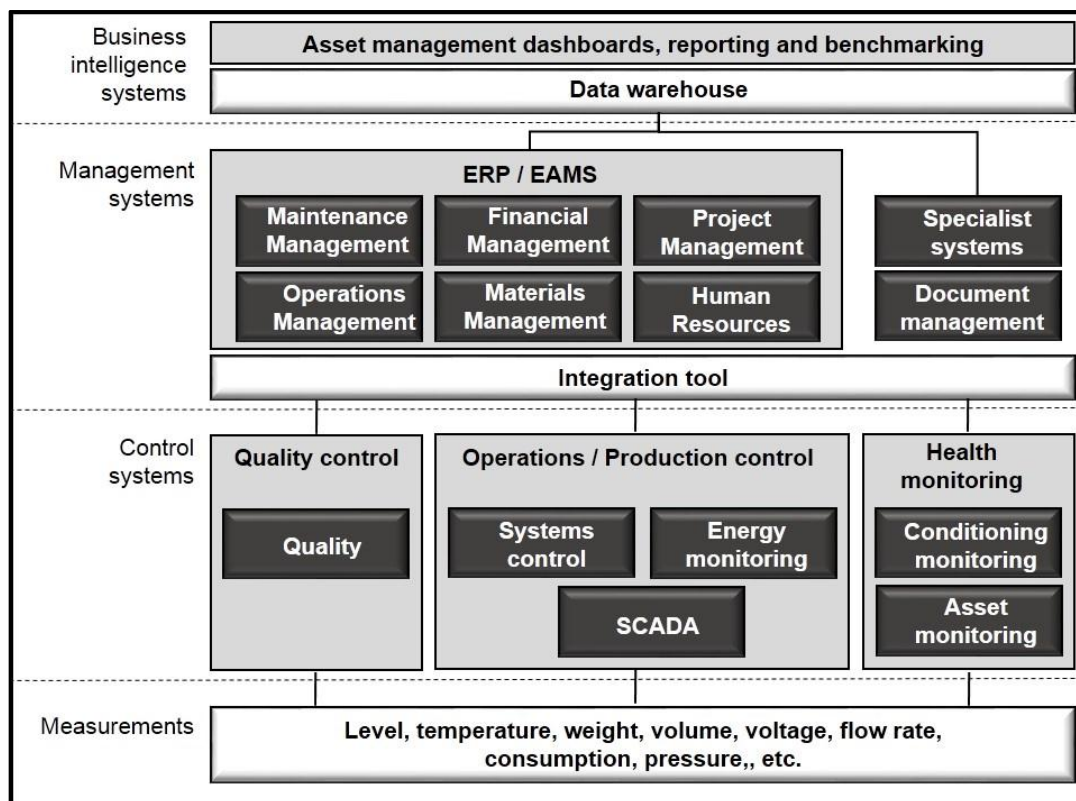 Business
intelligence
systems
Asset management dashboards, reporting and benchmarking
Data warehouse
Management
systems
ERP / EAMS
Maintenance
Management
Financial
Management
Project
Management
Operations
Management
Materials
Management
Human
Resources
Specialist
systems
Document
management
Integration tool
Control
systems
Quality control
Quality
Operations / Production control
Systems
control
Energy
monitoring
SCADA
Health
monitoring
Conditioning
monitoring
Asset
monitoring
Measurements
Level, temperature, weight, volume, voltage, flow rate,
consumption, pressure,, etc.